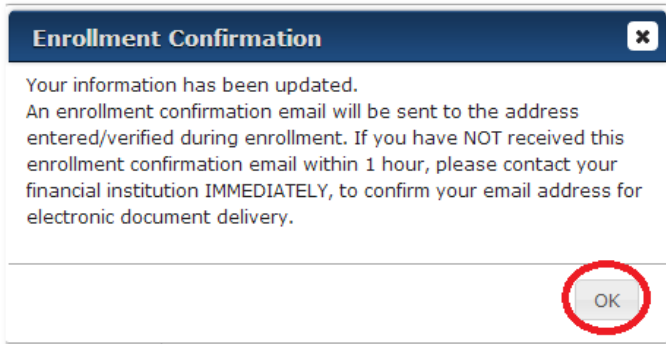 Enrollment Confirmation
Your information has been updated.
An enrollment confirmation email will be sent to the address
entered/verified during enrollment. If you have NOT received this
enrollment confirmation email within 1 hour, please contact your
financial institution IMMEDIATELY, to confirm your email address for
electronic document delivery.
OK